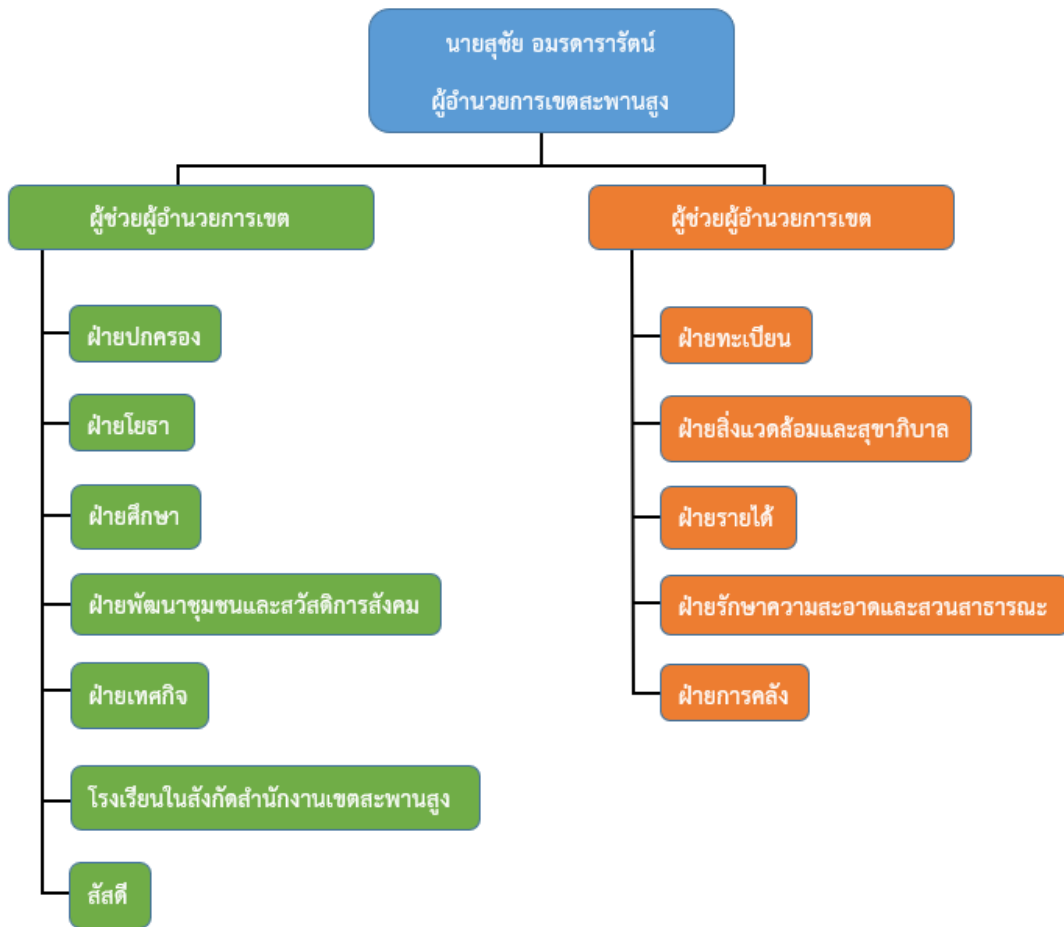 นายสุชัย อมรดารารัตน์
ผู้อำนวยการเขตสะพานสูง
ผู้ช่วยผู้อำนวยการเขต
ฝ่ายปกครอง
ฝ่ายโยธา
ฝ่ายศึกษา
ฝ่ายพัฒนาชุมชนและสวัสดิการสังคม
ฝ่ายเทศกิจ
โรงเรียนในสังกัดสำนักงานเขตสะพานสูง
สัสดี
ผู้ช่วยผู้อำนวยการเขต
ฝ่ายทะเบียน
ฝ่ายสิ่งแวดล้อมและสุขาภิบาล
ฝ่ายรายได้
ฝ่ายรักษาความสะอาดและสวนสาธารณะ
ฝ่ายการคลัง